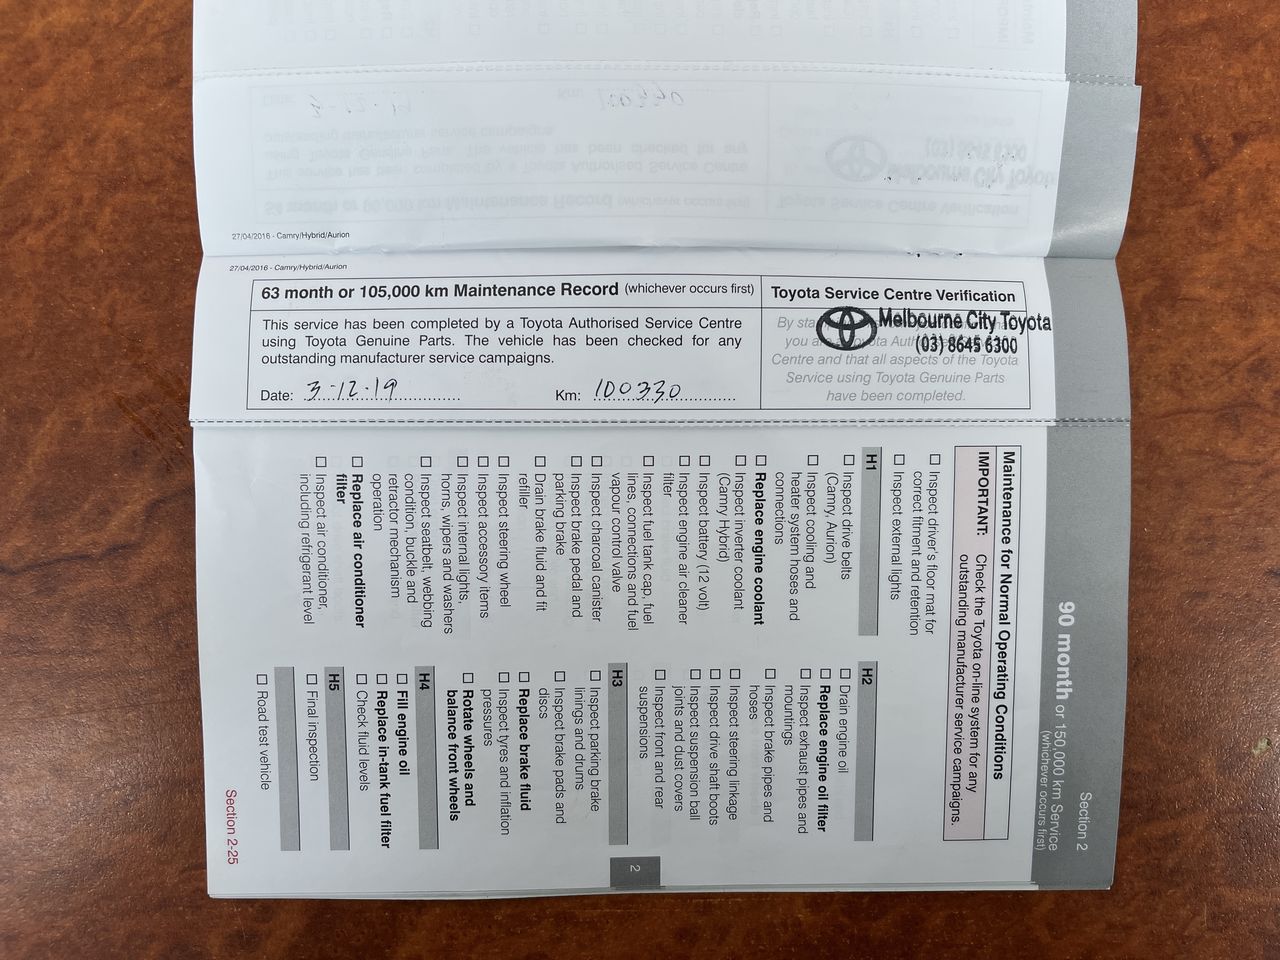 27/04/2016 - Camry/Hybrid/Aurion
27/04/2016 - Camry/Hybrid/Aurion
63 month or 105,000 km Maintenance Record (whichever occurs first)
This service has been completed by a Toyota Authorised Service Centre
using Toyota Genuine Parts. The vehicle has been checked for any
outstanding manufacturer service campaigns.
Date: 3-12-19
Km: 100330
Toyota Service Centre Verification
Melbourne City Toyota
(03) 8645 6300
By
you are
Centre and that all aspects of the Toyota
Service using Toyota Genuine Parts
have been completed.
Section 2
90 month or 150,000 km Service
(whichever occurs first)
Maintenance for Normal Operating Conditions
IMPORTANT: Check the Toyota on-line system for any
outstanding manufacturer service campaigns.
Inspect driver's floor mat for
correct fitment and retention
Inspect external lights
H1
Inspect drive belts
(Camry, Aurion)
Inspect cooling and
heater system hoses and
connections
Replace engine coolant
Inspect inverter coolant
(Camry Hybrid)
Inspect battery (12 volt)
Inspect engine air cleaner
filter
Inspect fuel tank cap, fuel
lines, connections and fuel
vapour control valve
Inspect charcoal canister
Inspect brake pedal and
parking brake
Drain brake fluid and fit
refiller
Inspect steering wheel
Inspect accessory items
Inspect internal lights,
horns, wipers and washers
Inspect seatbelt, webbing
condition, buckle and
retractor mechanism
operation
Replace air conditioner
filter
Inspect air conditioner,
including refrigerant level
H2
Drain engine oil
Replace engine oil filter
Inspect exhaust pipes and
mountings
Inspect brake pipes and
hoses
Inspect steering linkage
Inspect drive shaft boots
Inspect suspension ball
joints and dust covers
Inspect front and rear
suspensions
H3
Inspect parking brake
linings and drums
Inspect brake pads and
discs
Replace brake fluid
Inspect tyres and inflation
pressures
Rotate wheels and
balance front wheels
H4
Fill engine oil
Replace in-tank fuel filter
Check fluid levels
H5
Final inspection
Road test vehicle
2
Section 2-25